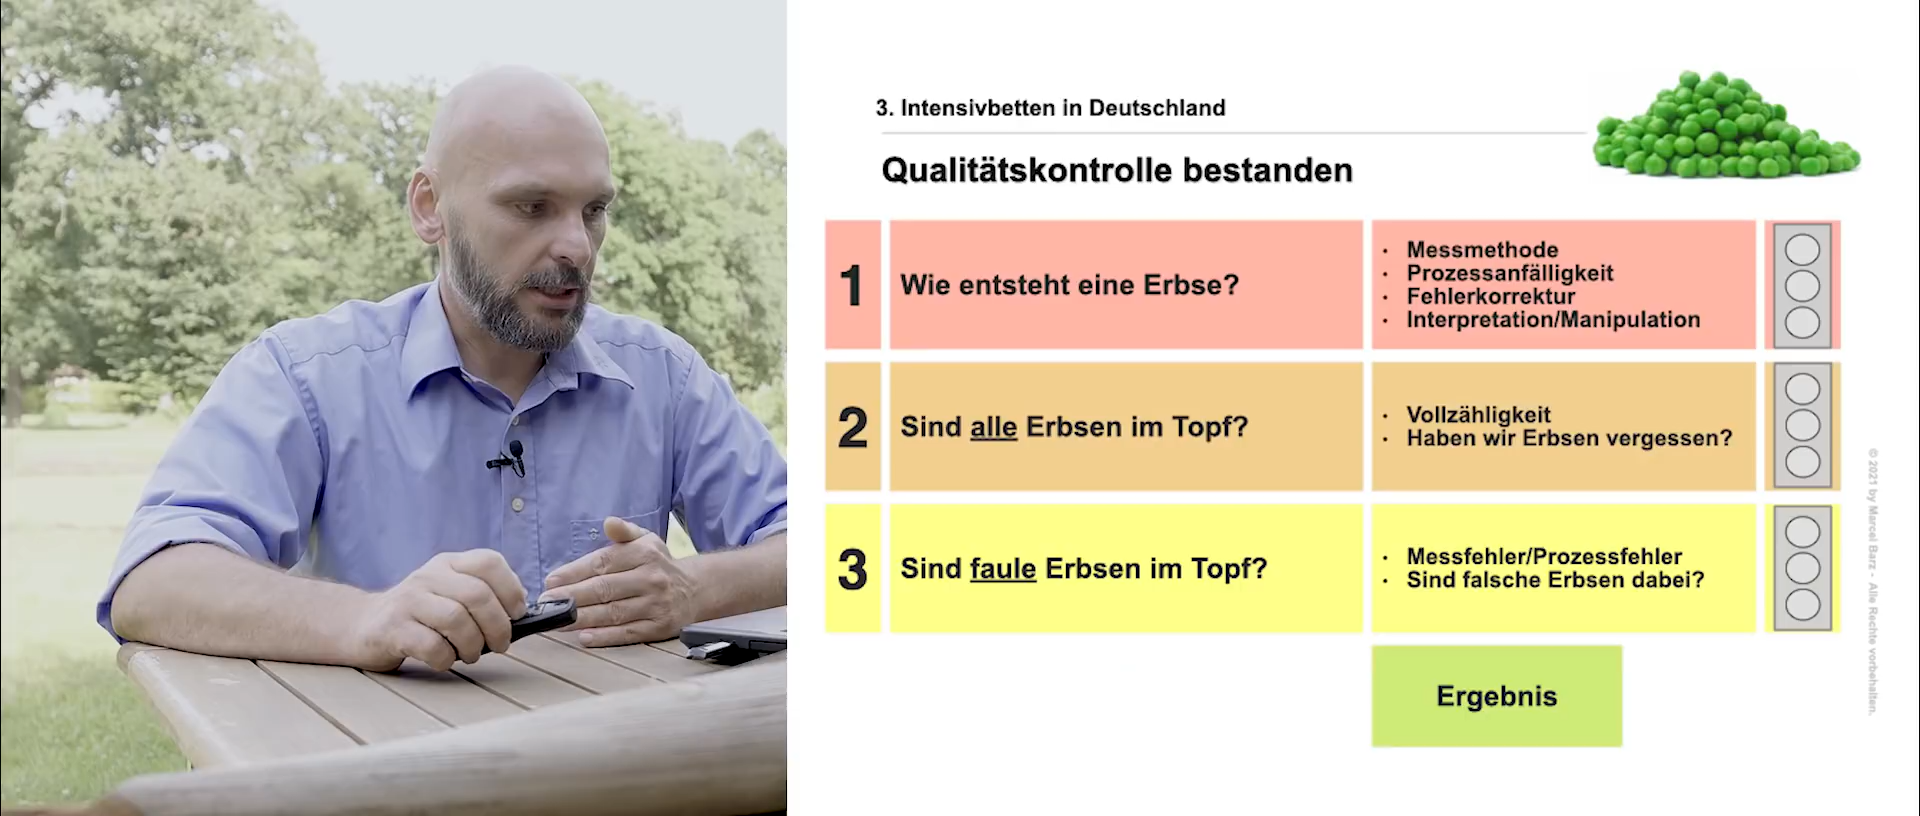 3. Intensivbetten in Deutschland
Qualitätskontrolle bestanden
1
Wie entsteht eine Erbse?
· Messmethode
· Prozessanfälligkeit
· Fehlerkorrektur
· Interpretation/Manipulation
2
Sind alle Erbsen im Topf?
· Vollzähligkeit
· Haben wir Erbsen vergessen?
3
Sind faule Erbsen im Topf?
· Messfehler/Prozessfehler
· Sind falsche Erbsen dabei?
Ergebnis
© 2021 by Marcel Barz - Alle Rechte vorbehalten.